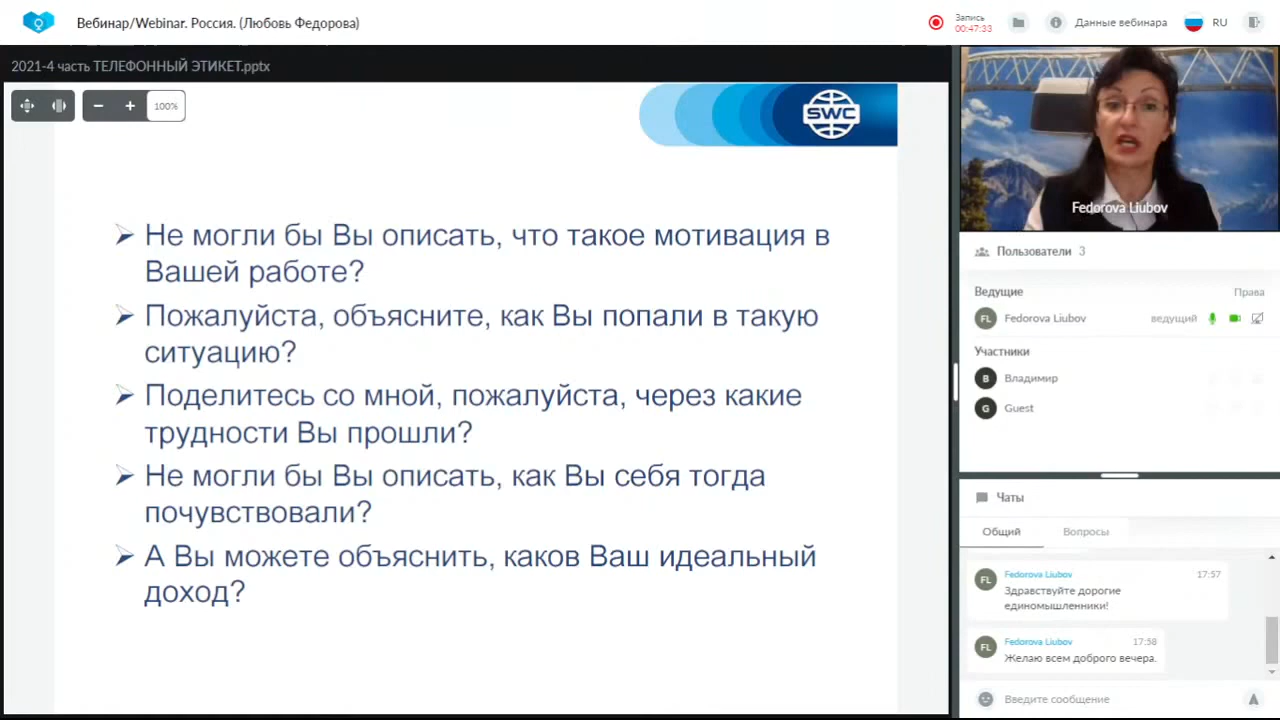 Вебинар/Webinar. Россия. (Любовь Федорова)
Запись
00:47:33
Данные вебинара
RU
2021-4 часть ТЕЛЕФОННЫЙ ЭТИКЕТ.pptx
100%
SWC
Не могли бы Вы описать, что такое мотивация в
Вашей работе?
Пожалуйста, объясните, как Вы попали в такую
ситуацию?
Поделитесь со мной, пожалуйста, через какие
трудности Вы прошли?
Не могли бы Вы описать, как Вы себя тогда
почувствовали?
А Вы можете объяснить, каков Ваш идеальный
доход?
Fedorova Liubov
Пользователи 3
Ведущие Права
FL Fedorova Liubov ведущий
Участники
В Владимир
G Guest
Чаты
Общий Вопросы
FL Fedorova Liubov 17:57
Здравствуйте дорогие
единомышленники!
FL Fedorova Liubov 17:58
Желаю всем доброго вечера.
Введите сообщение